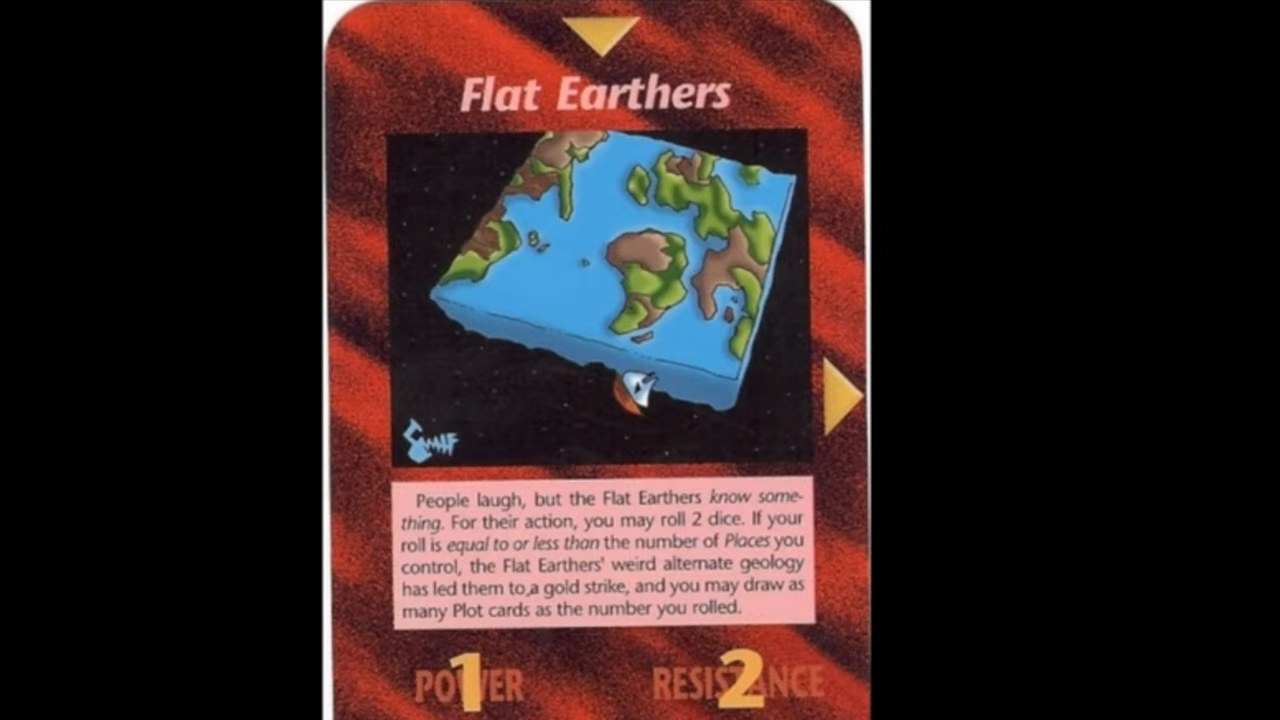 Flat Earthers
People laugh, but the Flat Earthers know some-
thing. For their action, you may roll 2 dice. If your
roll is equal to or less than the number of Places you
control, the Flat Earthers' weird alternate geology
has led them to a gold strike, and you may draw as
many Plot cards as the number you rolled.
POWER 1 RESISTANCE 2